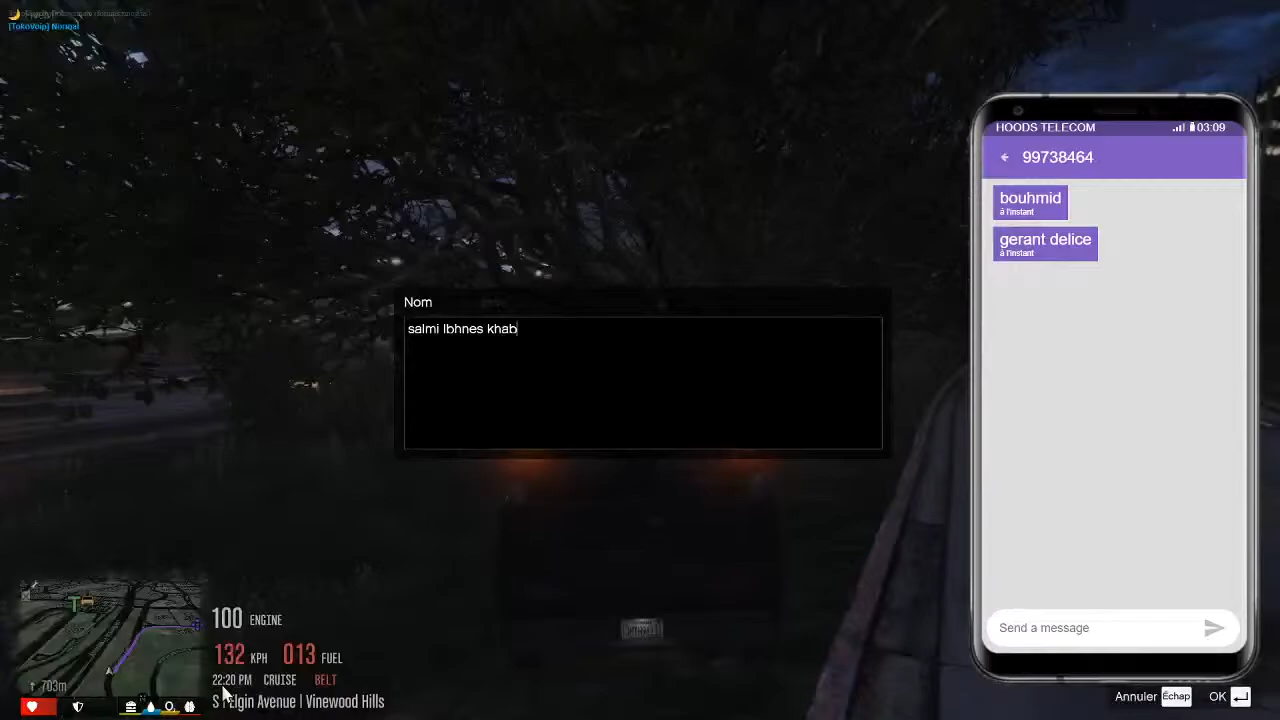 [TokoVoip] Normal
HOODS TELECOM
03:09
99738464
bouhmid
à l'instant
gerant delice
à l'instant
Nom
salmi lbhnes khab
Send a message
100 ENGINE
132 KPH 013 FUEL
22:20 PM CRUISE BELT
703m
S | Elgin Avenue | Vinewood Hills
Annuler Échap OK